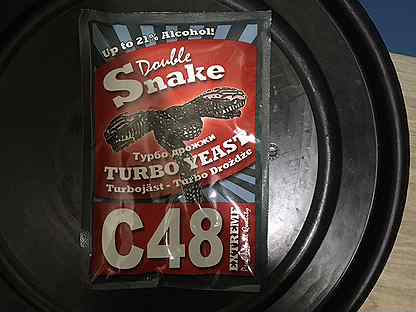 Up to 21% Alcohol!
Double
Snake
Турбо дрожжи
TURBO YEAST
Turbojäst - Turbo Drożdże
C48
EXTREME